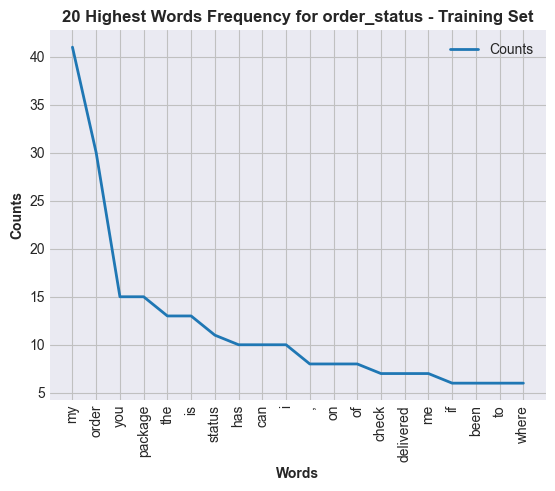 20 Highest Words Frequency for order_status - Training Set
Counts
Counts
40
35
30
25
20
15
10
5
my
order
you
package
the
is
status
has
can
i
,
on
of
check
delivered
me
if
been
to
where
Words